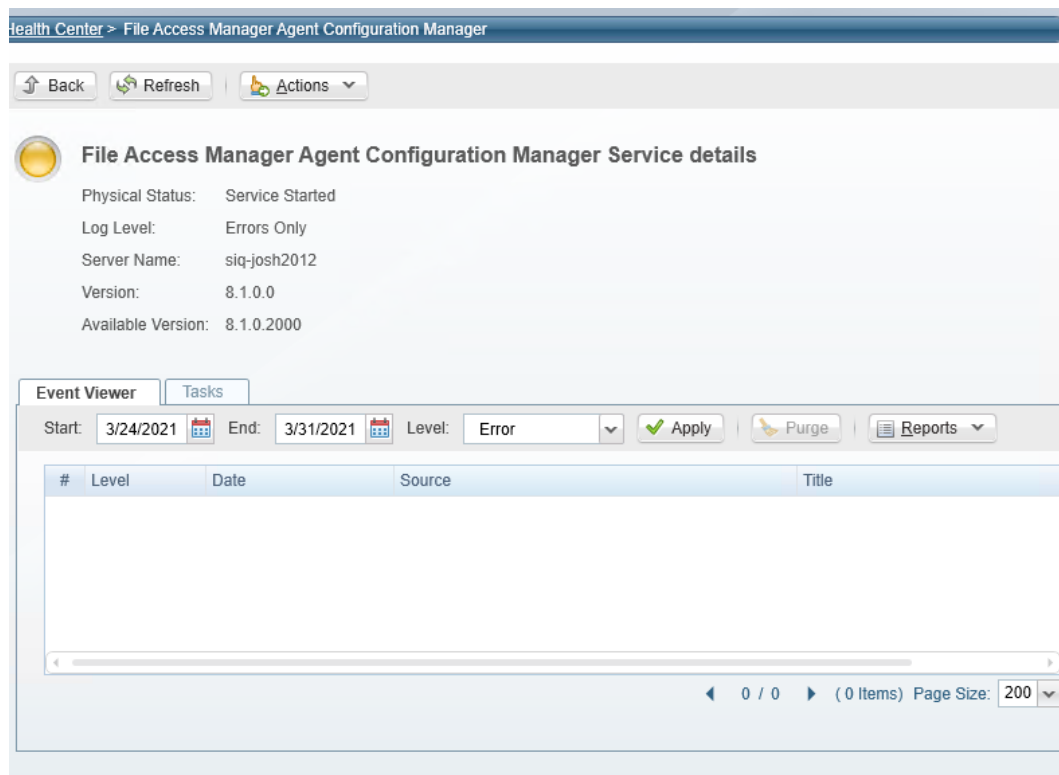 Health Center > File Access Manager Agent Configuration Manager
Back Refresh Actions
File Access Manager Agent Configuration Manager Service details
Physical Status: Service Started
Log Level: Errors Only
Server Name: siq-josh2012
Version: 8.1.0.0
Available Version: 8.1.0.2000
Event Viewer Tasks
Start: 3/24/2021 End: 3/31/2021 Level: Error Apply Purge Reports
# Level Date Source Title
0 / 0 ( 0 Items) Page Size: 200